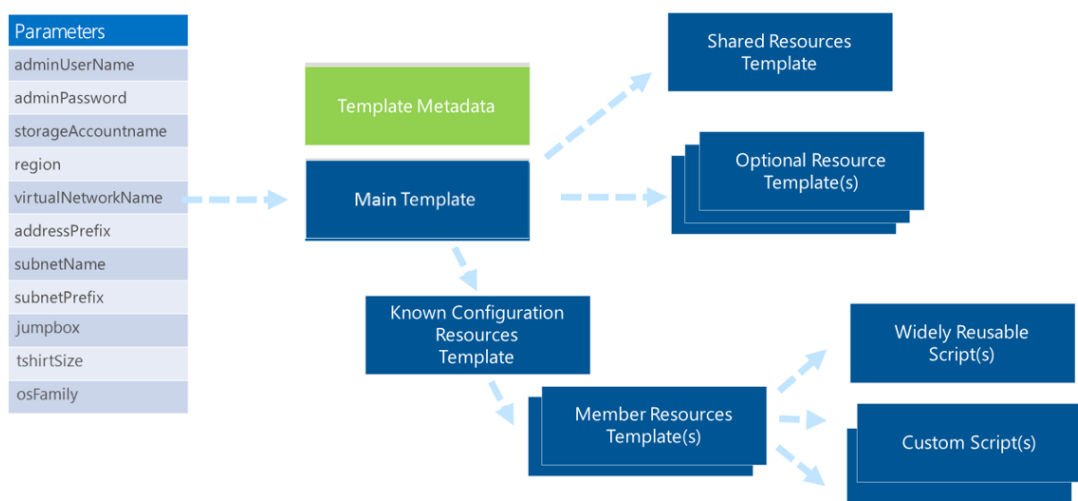 Parameters
adminUserName
adminPassword
storageAccountname
region
virtualNetworkName
addressPrefix
subnetName
subnetPrefix
jumpbox
tshirtSize
osFamily
Template Metadata
Main Template
Shared Resources
Template
Optional Resource
Template(s)
Known Configuration
Resources
Template
Member Resources
Template(s)
Widely Reusable
Script(s)
Custom Script(s)